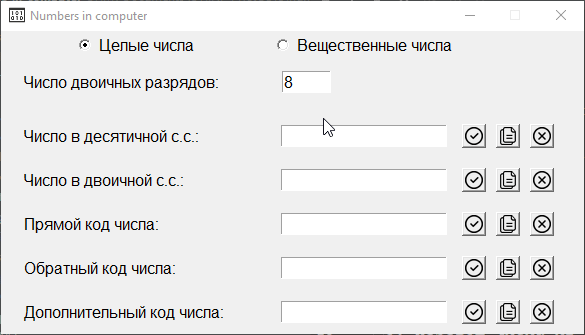 Numbers in computer
Целые числа Вещественные числа
Число двоичных разрядов: 8
Число в десятичной с.с.:
Число в двоичной с.с.:
Прямой код числа:
Обратный код числа:
Дополнительный код числа: